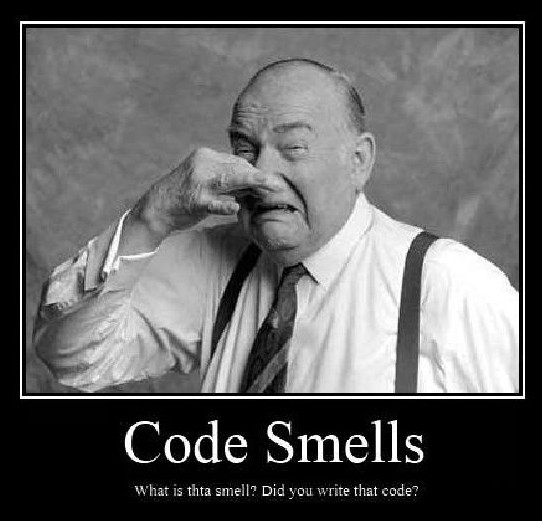 Code Smells
What is thta smell? Did you write that code?